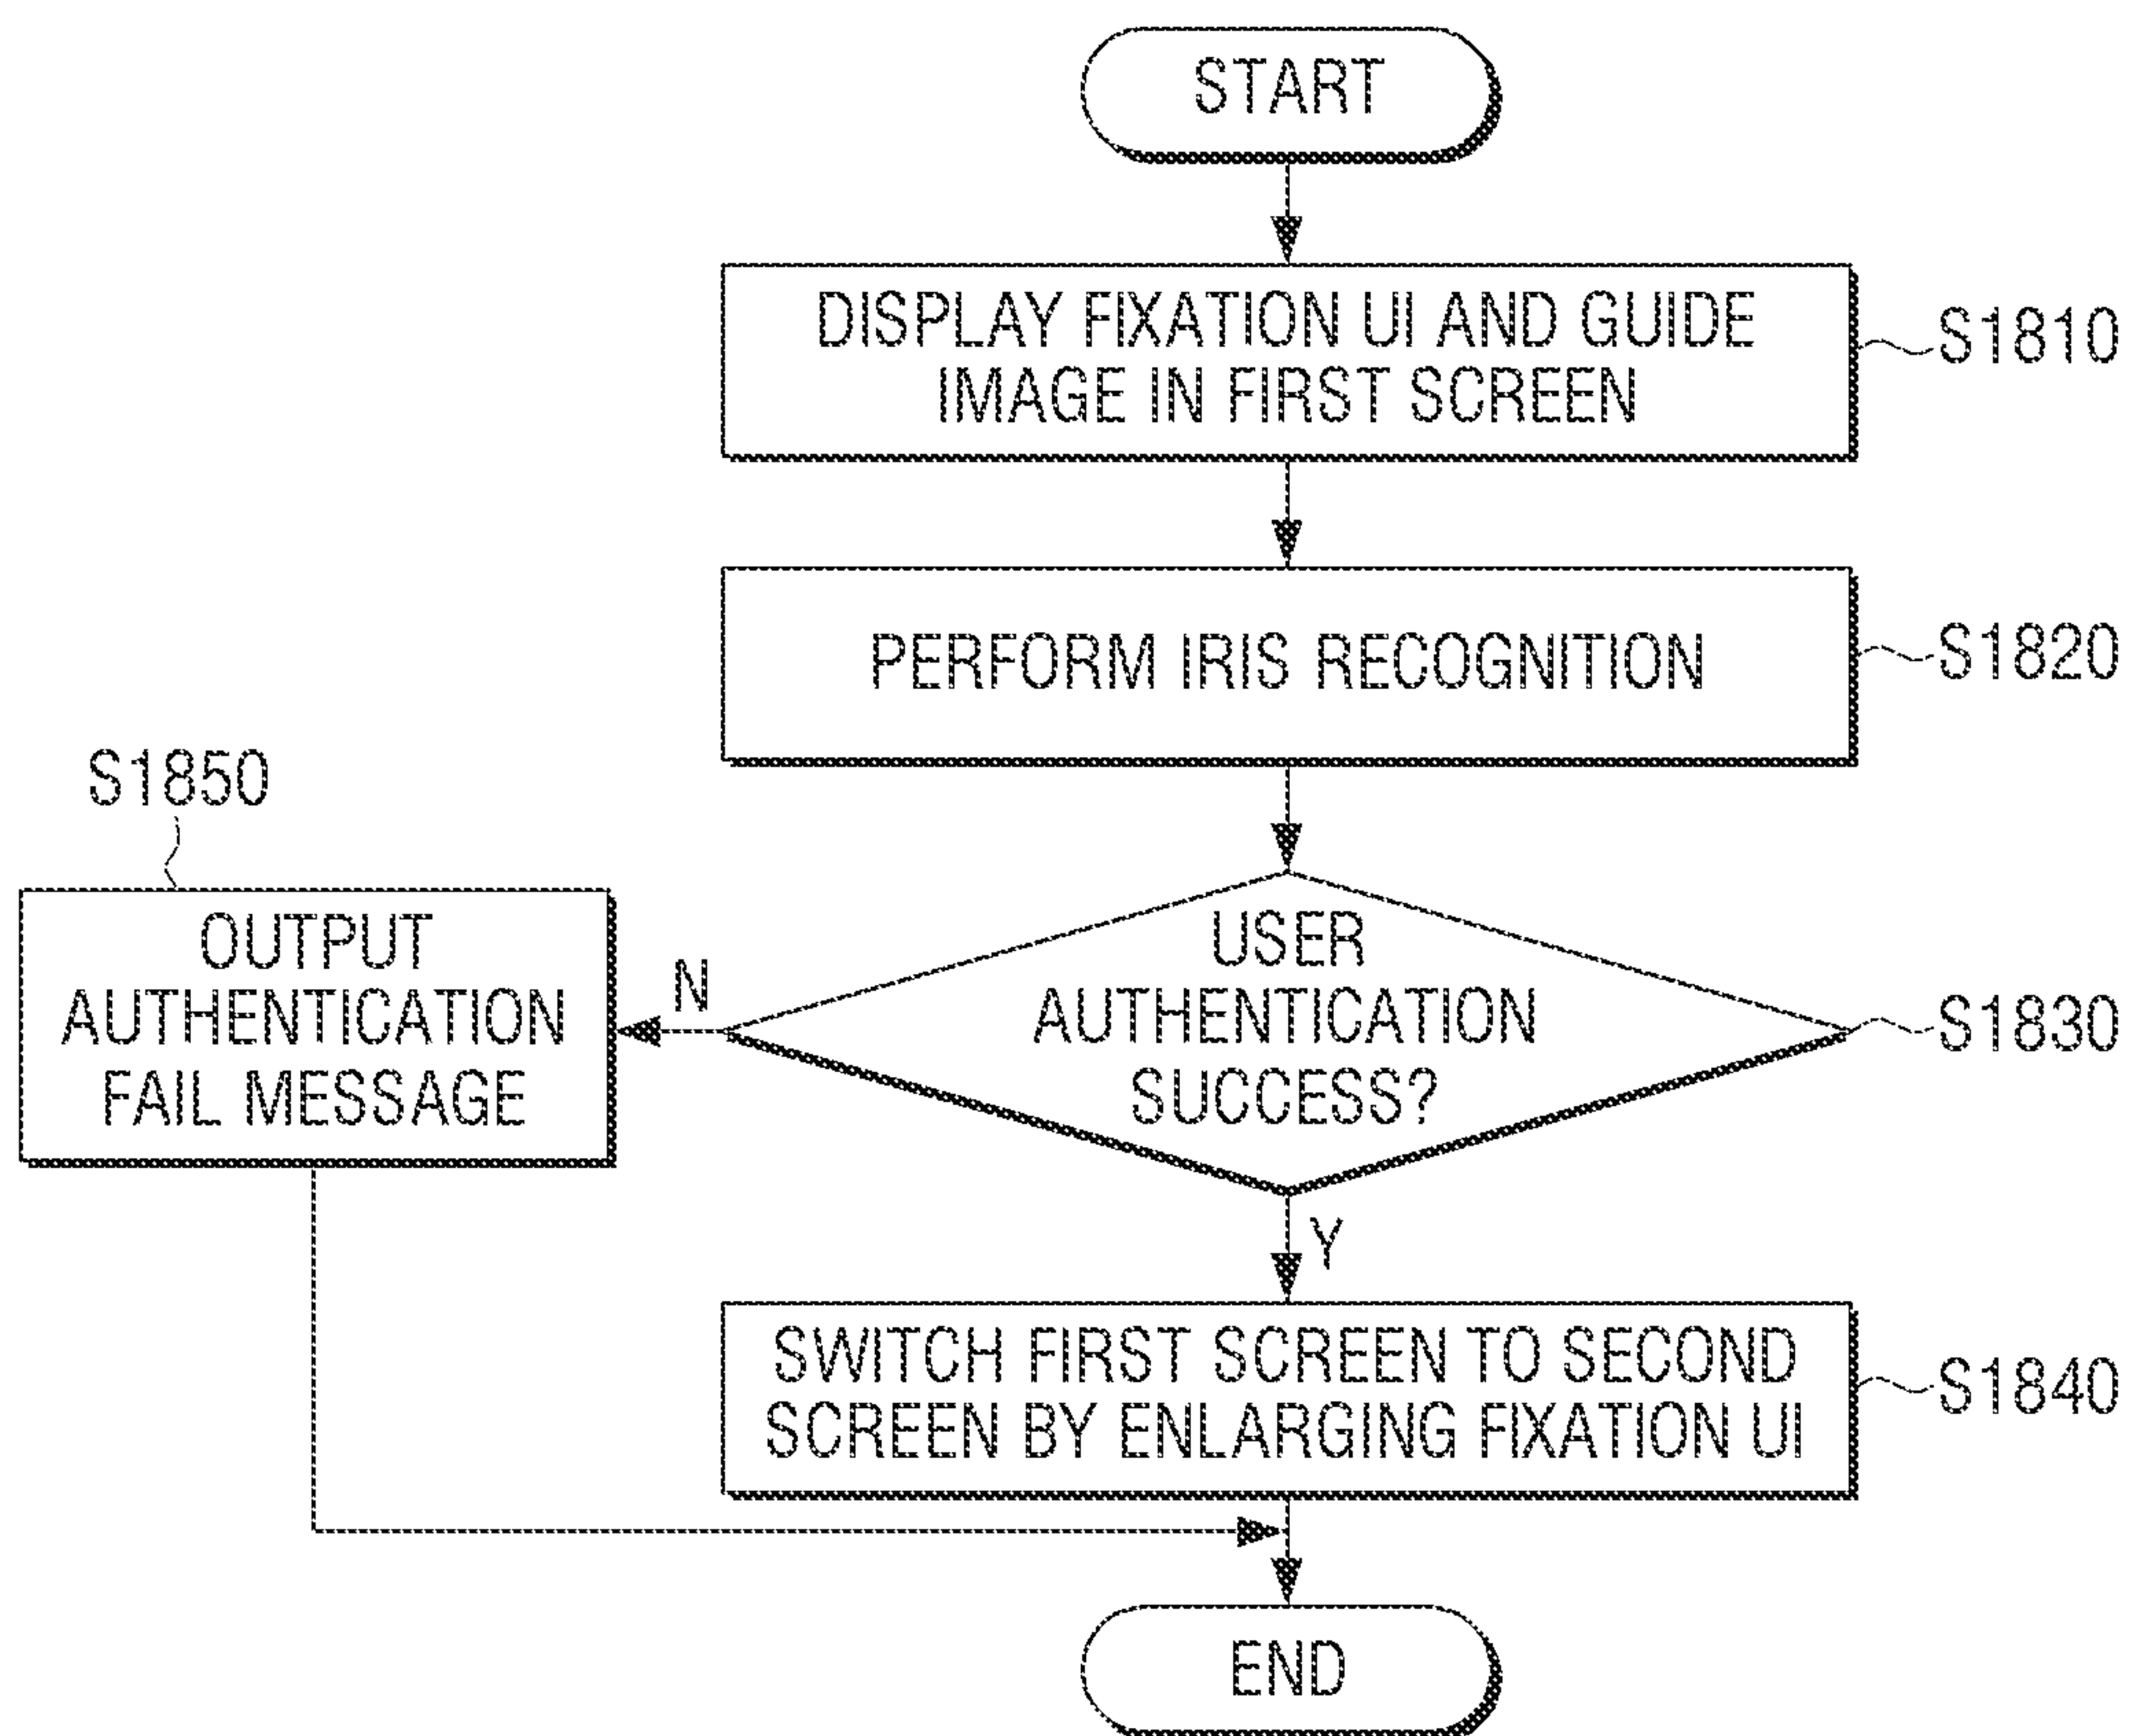 START
DISPLAY FIXATION UI AND GUIDE
IMAGE IN FIRST SCREEN
S1810
PERFORM IRIS RECOGNITION
S1820
S1850
OUTPUT
AUTHENTICATION
FAIL MESSAGE
N
USER
AUTHENTICATION
SUCCESS?
S1830
Y
SWITCH FIRST SCREEN TO SECOND
SCREEN BY ENLARGING FIXATION UI
S1840
END